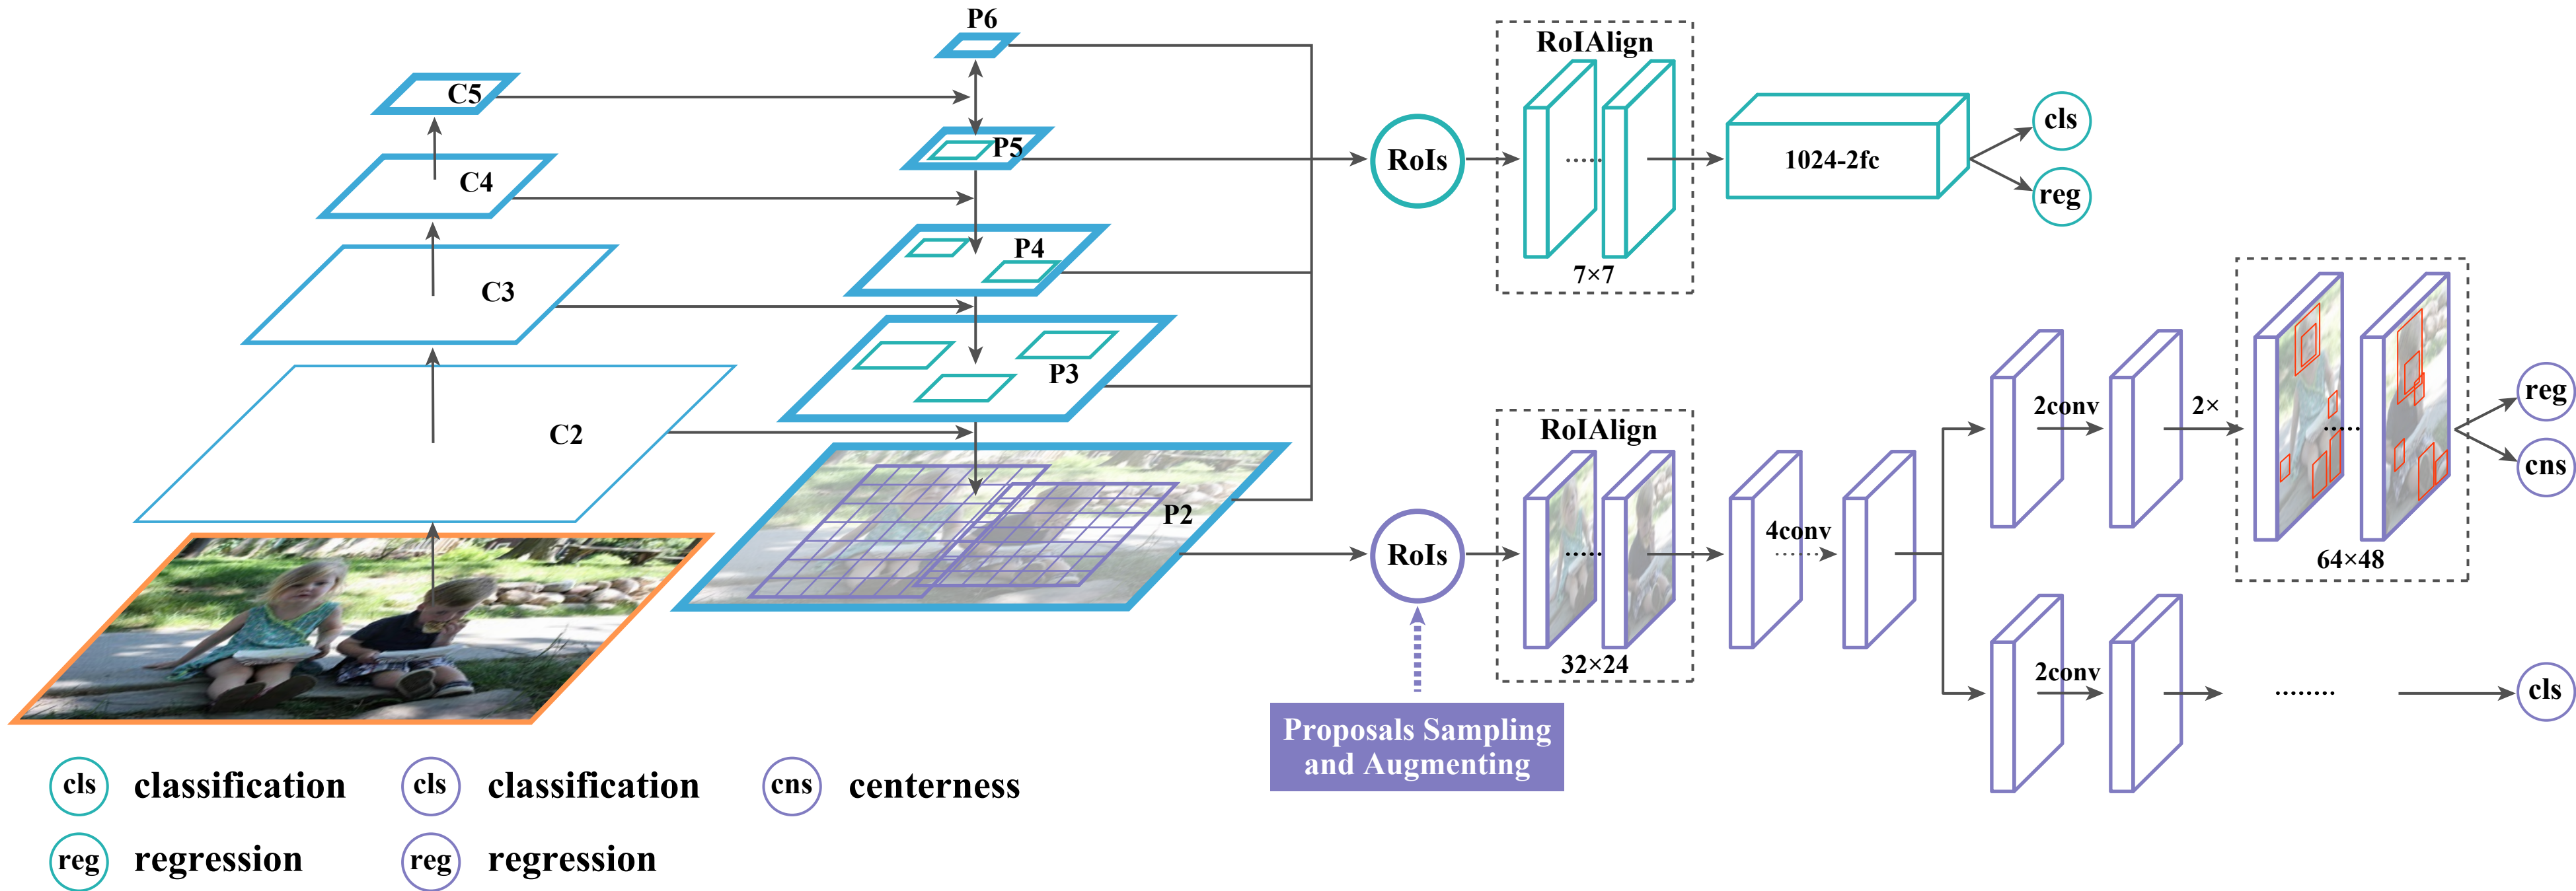 P6
C5
P5
C4
P4
C3
P3
C2
P2
RoIs
RoIAlign
7×7
1024-2fc
cls
reg
RoIs
Proposals Sampling
and Augmenting
RoIAlign
32×24
4conv
2conv
2×
64×48
reg
cns
2conv
cls
cls classification
cls classification
cns centerness
reg regression
reg regression